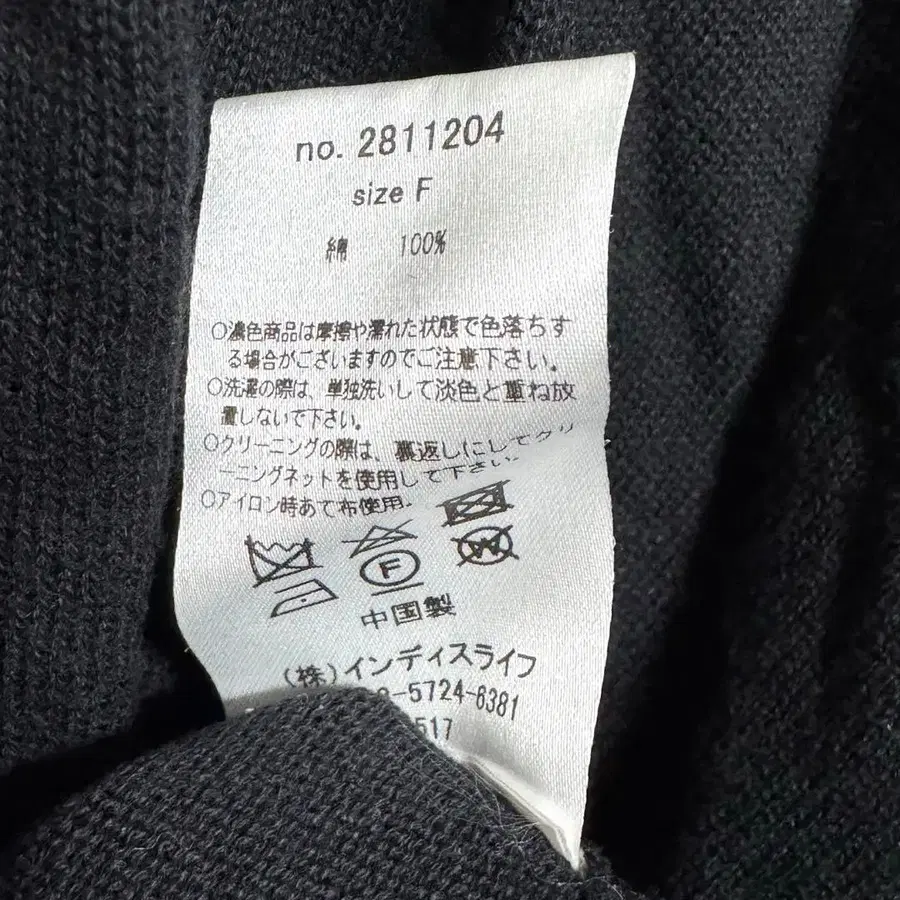 no. 2811204
size F
綿 100%
○濃色商品は摩擦や濡れた状態で色落ちす
る場合がございますのでご注意下さい。
○洗濯の際は、単独洗いして淡色と重ね放
置しないで下さい。
○クリーニングの際は、裏返しにしてクリ
ーニングネットを使用して下さい。
○アイロン時あて布使用.
F
W
中国製
(株)インディスライフ
-5724-6381
517